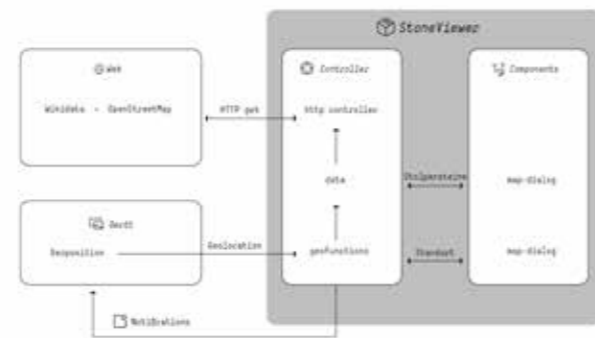 StoneViewer
Web
Controller
Components
Wikidata - OpenStreetMap
HTTP get
http controller
data
Stolpersteine
map-dialog
Gerät
Geoposition
Geolocation
geofunctions
Standort
map-dialog
Notifications